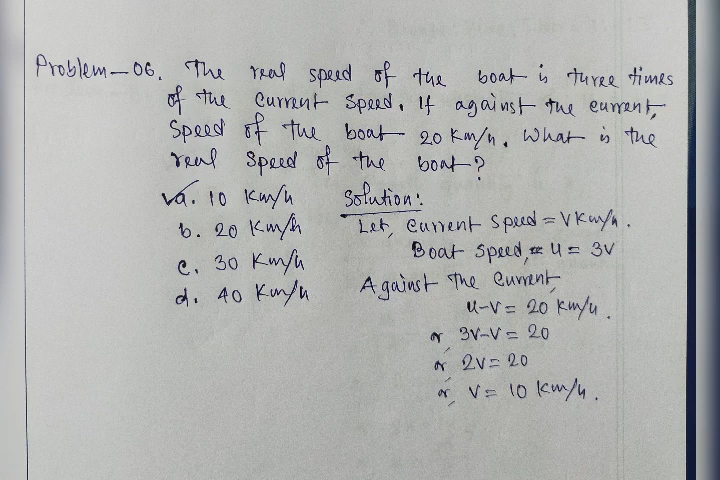 Problem-06. The real speed of the boat is three times
of the current speed. If against the current,
speed of the boat 20 km/h. What is the
real speed of the boat?
a. 10 km/h
b. 20 km/h
c. 30 km/h
d. 40 km/h
Solution:
Let, Current speed = V km/h.
Boat speed, u = 3V
Against the current,
u-v = 20 km/h.
or, 3V-V = 20
or, 2V = 20
or, V = 10 km/h.